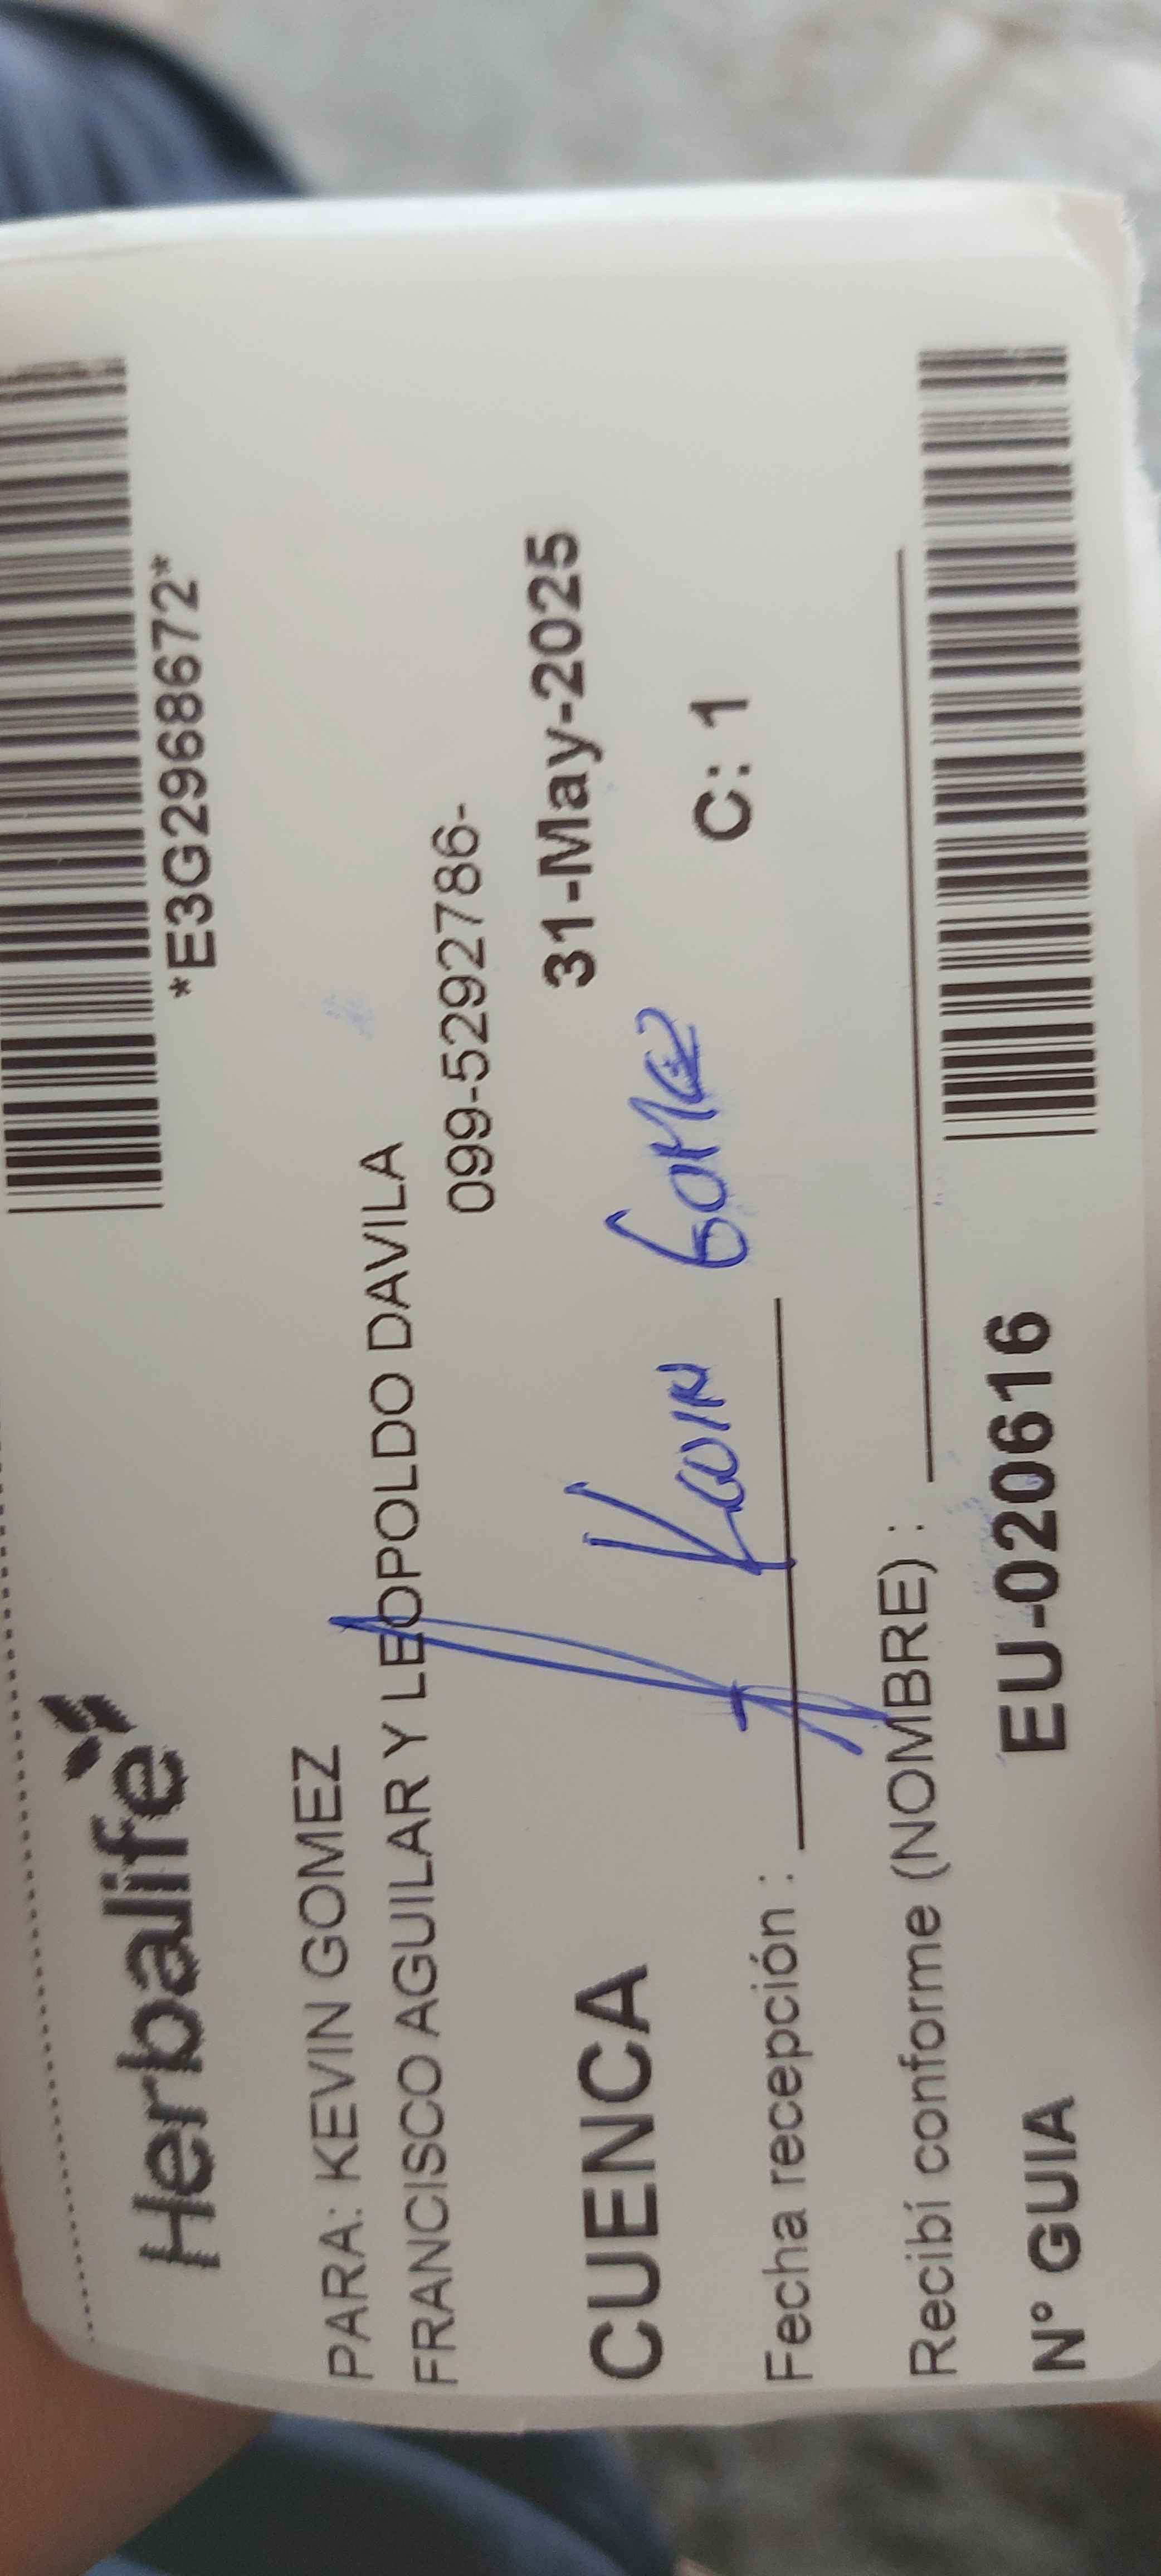 Herbalife
*E3G2968672*
PARA: KEVIN GOMEZ
FRANCISCO AGUILAR Y LEOPOLDO DAVILA
099-5292786-
CUENCA 31-May-2025
Kevin Gomez
C: 1
Fecha recepción :
Recibí conforme (NOMBRE) :
N° GUIA EU-020616